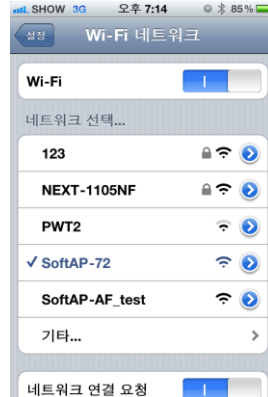 SHOW 3G 오후 7:14 85%
설정 Wi-Fi 네트워크
Wi-Fi
네트워크 선택...
123
NEXT-1105NF
PWT2
✓ SoftAP-72
SoftAP-AF_test
기타...
네트워크 연결 요청